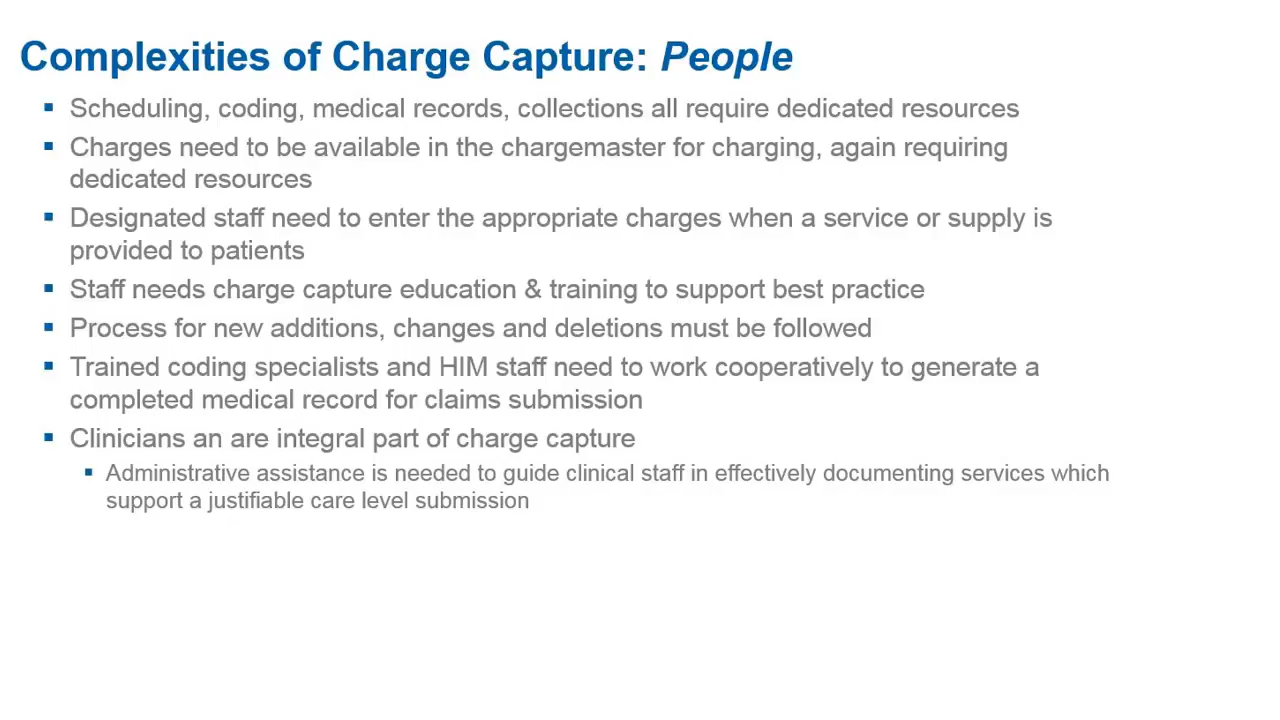 Complexities of Charge Capture: People
▪ Scheduling, coding, medical records, collections all require dedicated resources
▪ Charges need to be available in the chargemaster for charging, again requiring
dedicated resources
▪ Designated staff need to enter the appropriate charges when a service or supply is
provided to patients
▪ Staff needs charge capture education & training to support best practice
▪ Process for new additions, changes and deletions must be followed
▪ Trained coding specialists and HIM staff need to work cooperatively to generate a
completed medical record for claims submission
▪ Clinicians an are integral part of charge capture
▪ Administrative assistance is needed to guide clinical staff in effectively documenting services which
support a justifiable care level submission